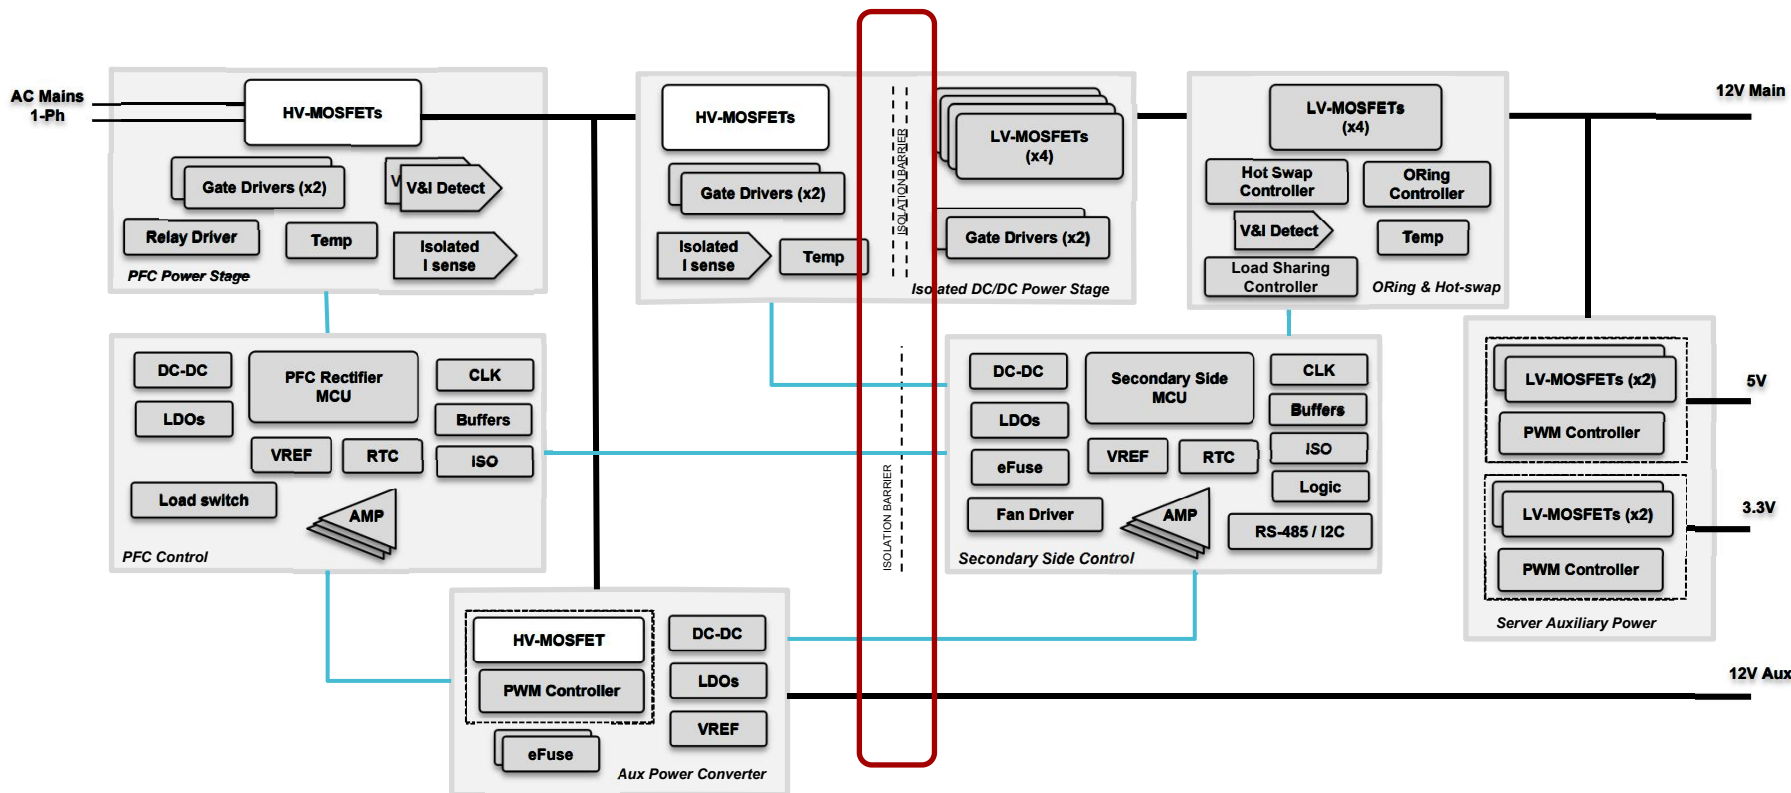 AC Mains
1-Ph
HV-MOSFETs
Gate Drivers (x2)
V
V&I Detect
Relay Driver
Temp
Isolated
I sense
PFC Power Stage
HV-MOSFETs
Gate Drivers (x2)
Isolated
I sense
Temp
ISOLATION BARRIER
LV-MOSFETs
(x4)
Gate Drivers (x2)
Isolated DC/DC Power Stage
LV-MOSFETs
(x4)
Hot Swap
Controller
ORing
Controller
V&I Detect
Temp
Load Sharing
Controller
ORing & Hot-swap
12V Main
DC-DC
PFC Rectifier
MCU
CLK
LDOs
Buffers
VREF
RTC
ISO
Load switch
AMP
PFC Control
ISOLATION BARRIER
DC-DC
Secondary Side
MCU
CLK
LDOs
Buffers
eFuse
VREF
RTC
ISO
Logic
Fan Driver
AMP
RS-485 / I2C
Secondary Side Control
LV-MOSFETs (x2)
5V
PWM Controller
LV-MOSFETs (x2)
3.3V
PWM Controller
Server Auxiliary Power
HV-MOSFET
DC-DC
PWM Controller
LDOs
VREF
eFuse
Aux Power Converter
12V Aux